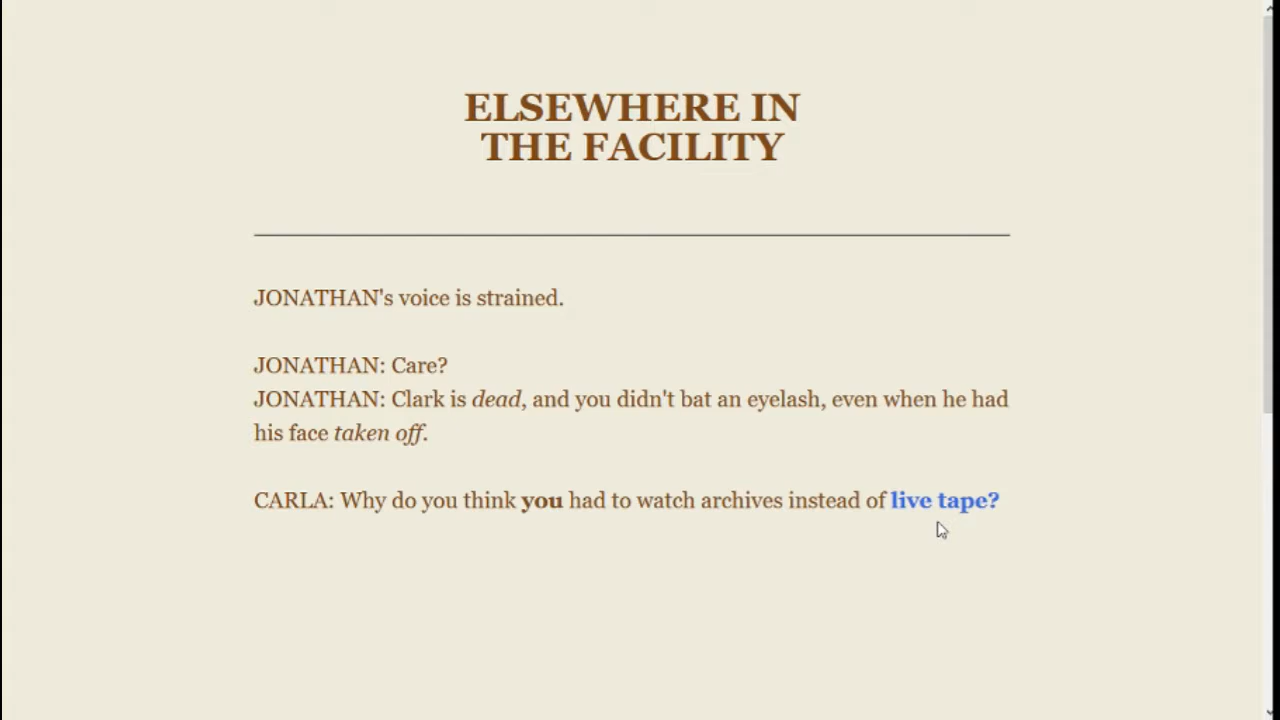 ELSEWHERE IN
THE FACILITY
JONATHAN's voice is strained.
JONATHAN: Care?
JONATHAN: Clark is dead, and you didn't bat an eyelash, even when he had
his face taken off.
CARLA: Why do you think you had to watch archives instead of live tape?